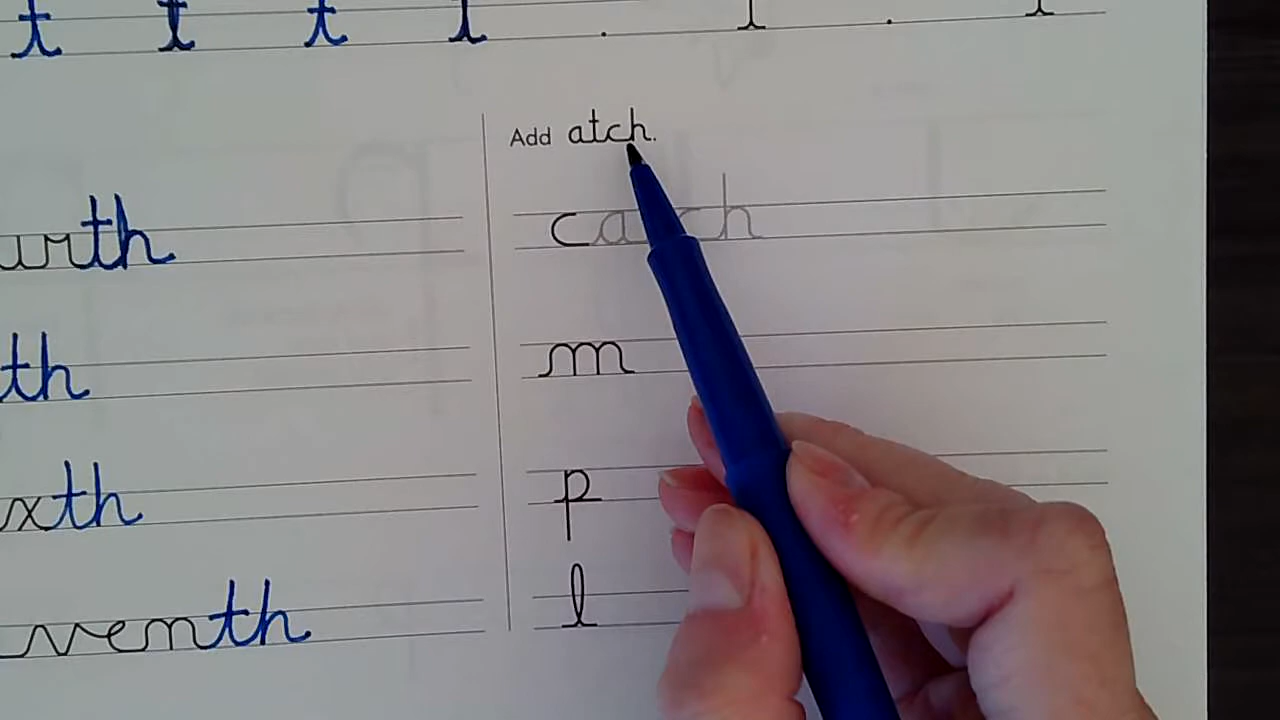 t t t t . t . t
Add atch.
urth
catch
th
m
xth
p
venth
l